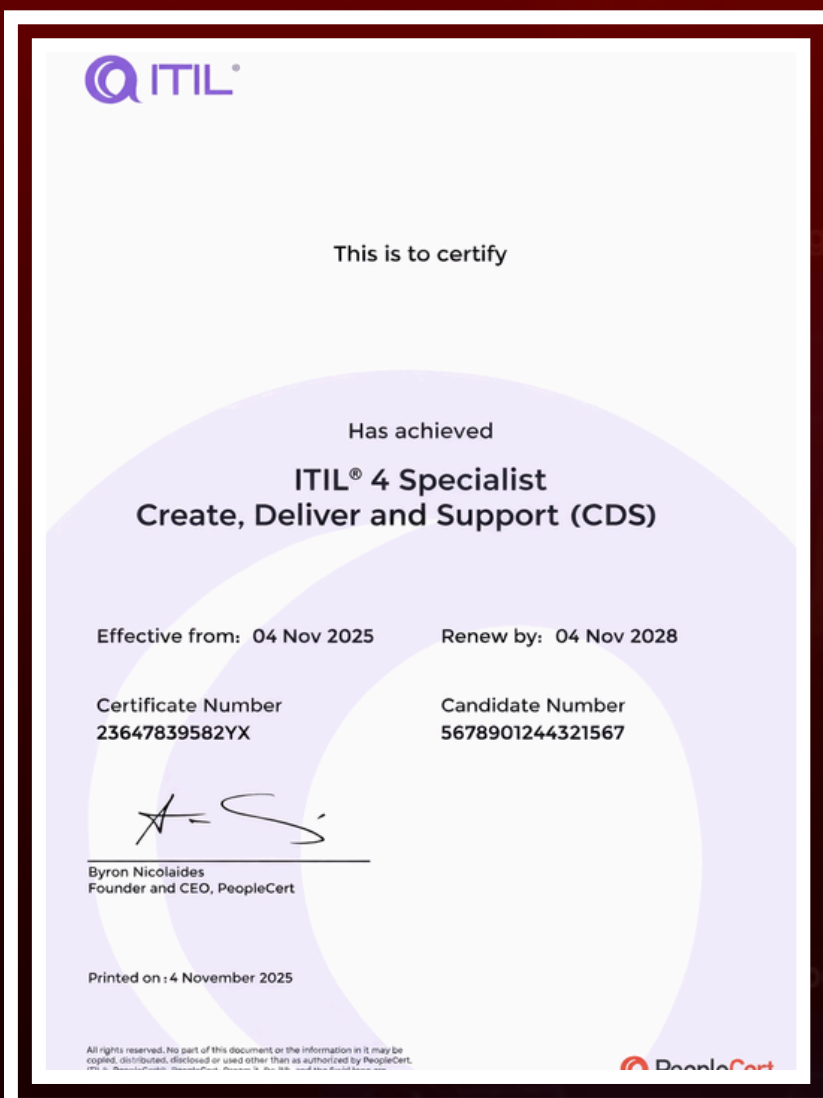 ITIL®
This is to certify
Has achieved
ITIL® 4 Specialist
Create, Deliver and Support (CDS)
Effective from: 04 Nov 2025 Renew by: 04 Nov 2028
Certificate Number Candidate Number
23647839582YX 5678901244321567
Byron Nicolaides
Founder and CEO, PeopleCert
Printed on : 4 November 2025
All rights reserved. No part of this document or the information in it may be
copied, distributed, disclosed or used other than as authorized by PeopleCert.
PeopleCert